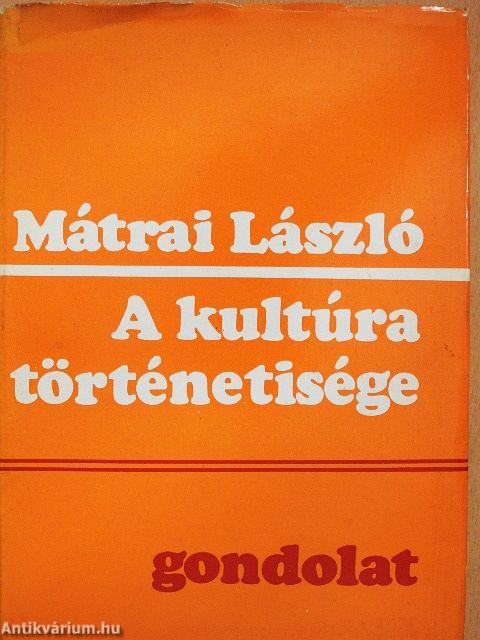 Mátrai László
A kultúra
történetisége
gondolat
Antikvárium.hu